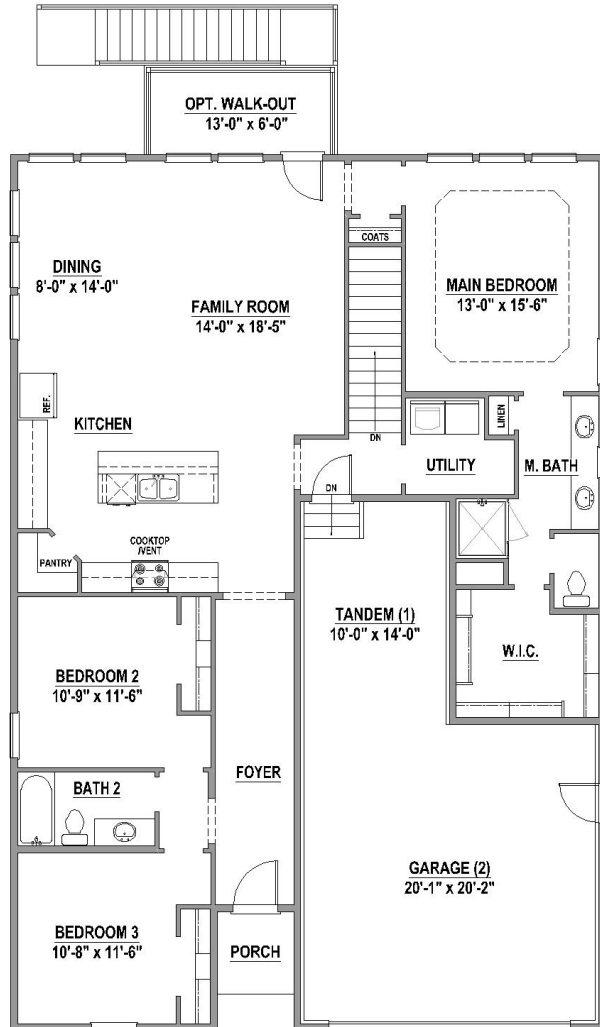 OPT. WALK-OUT
13'-0" x 6'-0"
COATS
DINING
8'-0" x 14'-0"
FAMILY ROOM
14'-0" x 18'-5"
MAIN BEDROOM
13'-0" x 15'-6"
REF.
KITCHEN
LINEN
DN
UTILITY
M. BATH
DN
COOKTOP
/VENT
PANTRY
TANDEM (1)
10'-0" x 14'-0"
W.I.C.
BEDROOM 2
10'-9" x 11'-6"
FOYER
BATH 2
GARAGE (2)
20'-1" x 20'-2"
BEDROOM 3
10'-8" x 11'-6"
PORCH